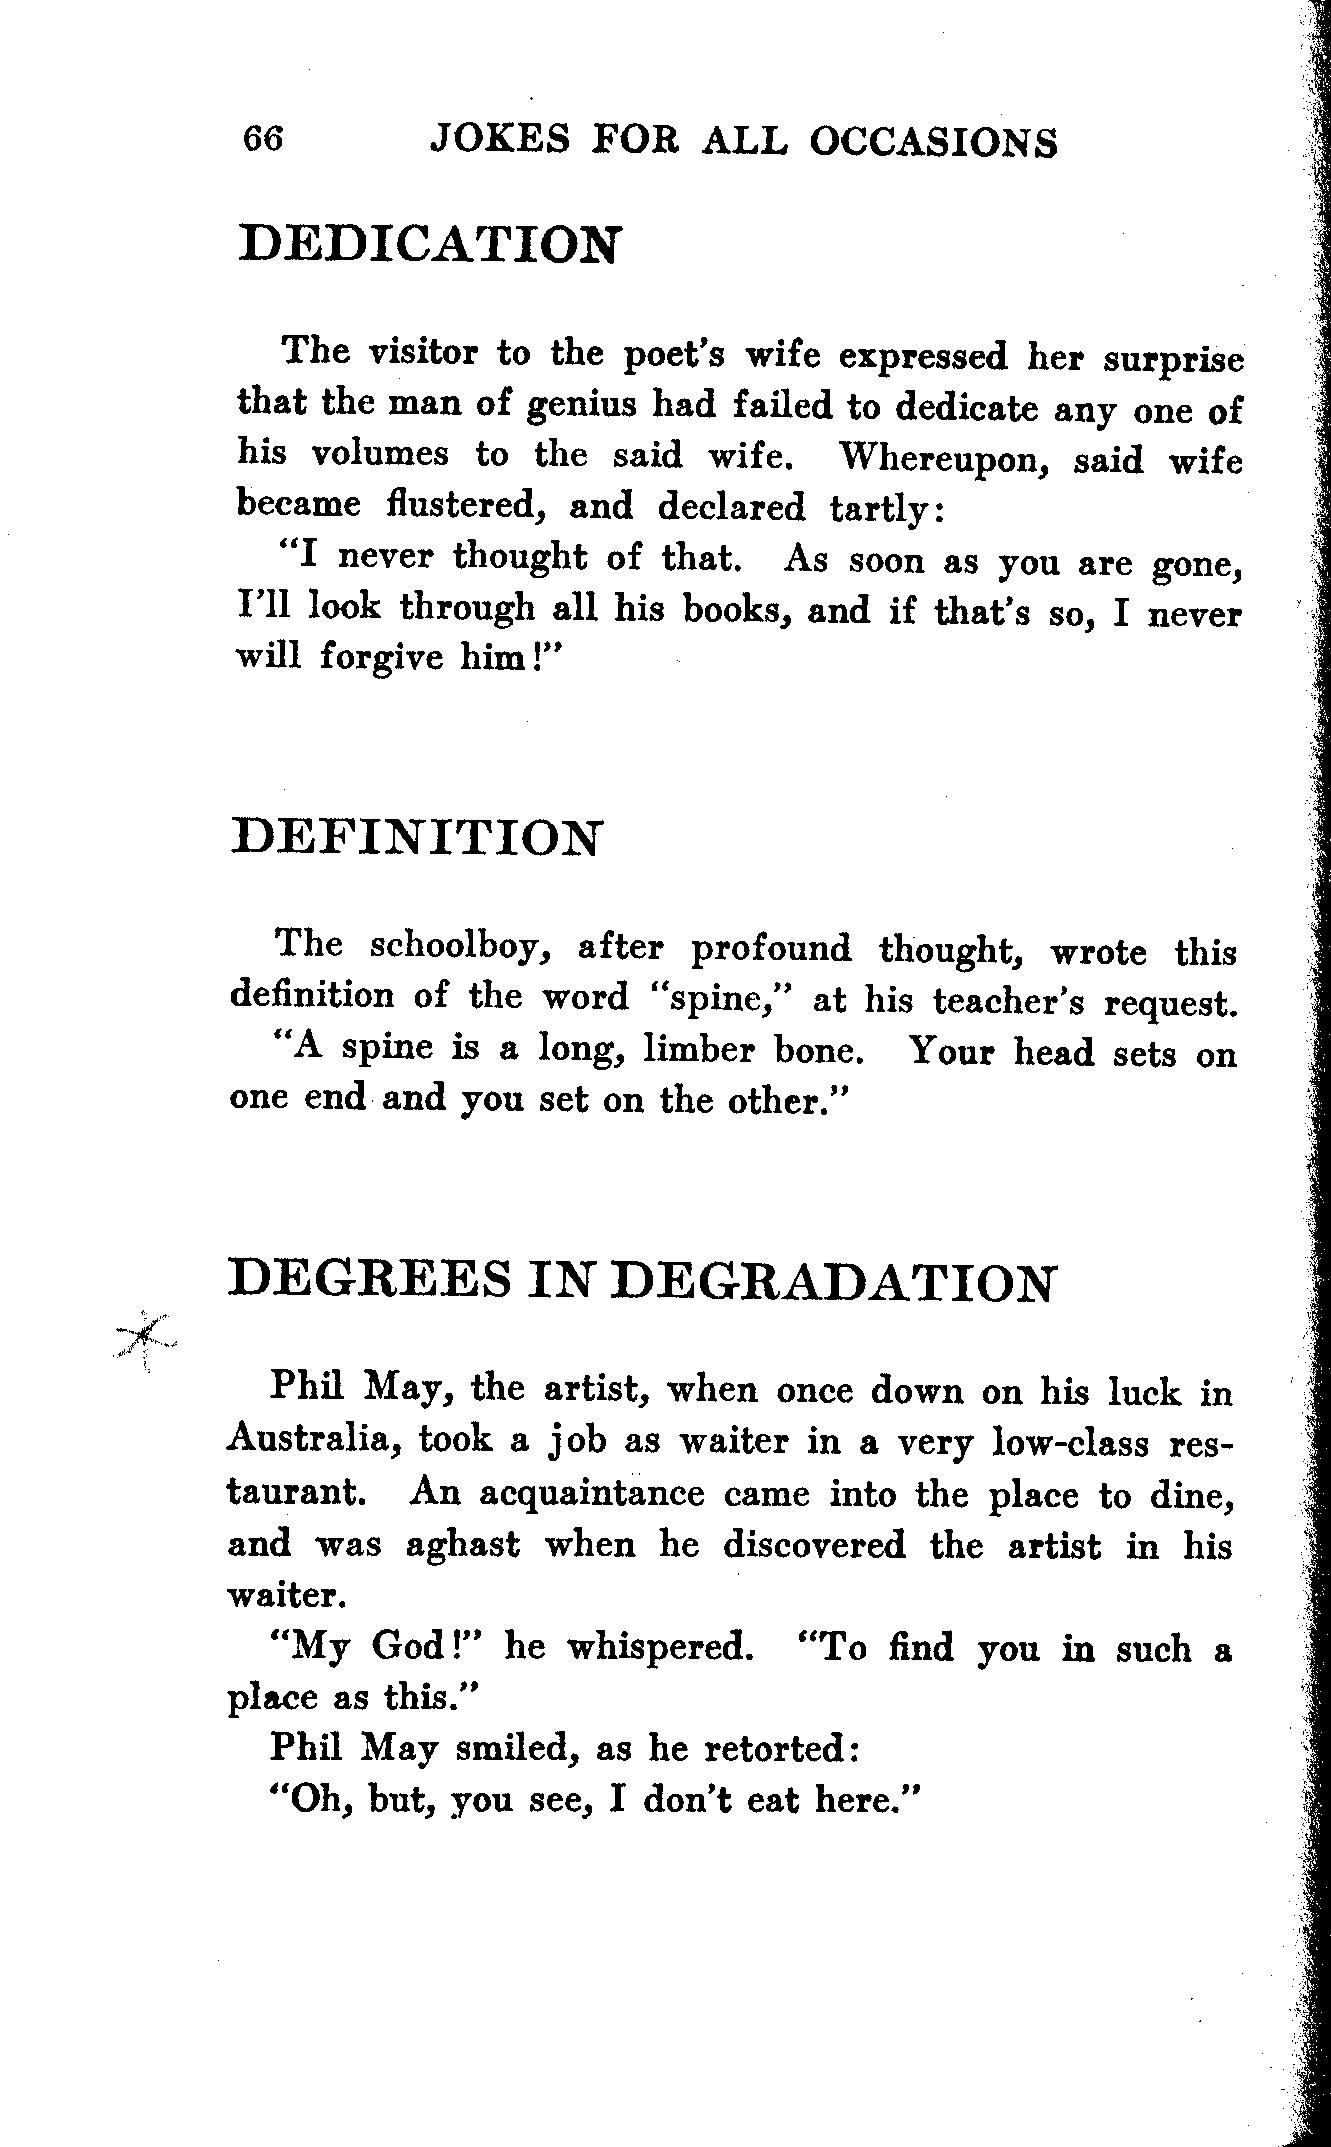 66 JOKES FOR ALL OCCASIONS
DEDICATION
The visitor to the poet's wife expressed her surprise
that the man of genius had failed to dedicate any one of
his volumes to the said wife. Whereupon, said wife
became flustered, and declared tartly:
"I never thought of that. As soon as you are gone,
I'll look through all his books, and if that's so, I never
will forgive him!"
DEFINITION
The schoolboy, after profound thought, wrote this
definition of the word "spine," at his teacher's request.
"A spine is a long, limber bone. Your head sets on
one end and you set on the other."
DEGREES IN DEGRADATION
Phil May, the artist, when once down on his luck in
Australia, took a job as waiter in a very low-class res-
taurant. An acquaintance came into the place to dine,
and was aghast when he discovered the artist in his
waiter.
"My God!" he whispered. "To find you in such a
place as this."
Phil May smiled, as he retorted:
"Oh, but, you see, I don't eat here."